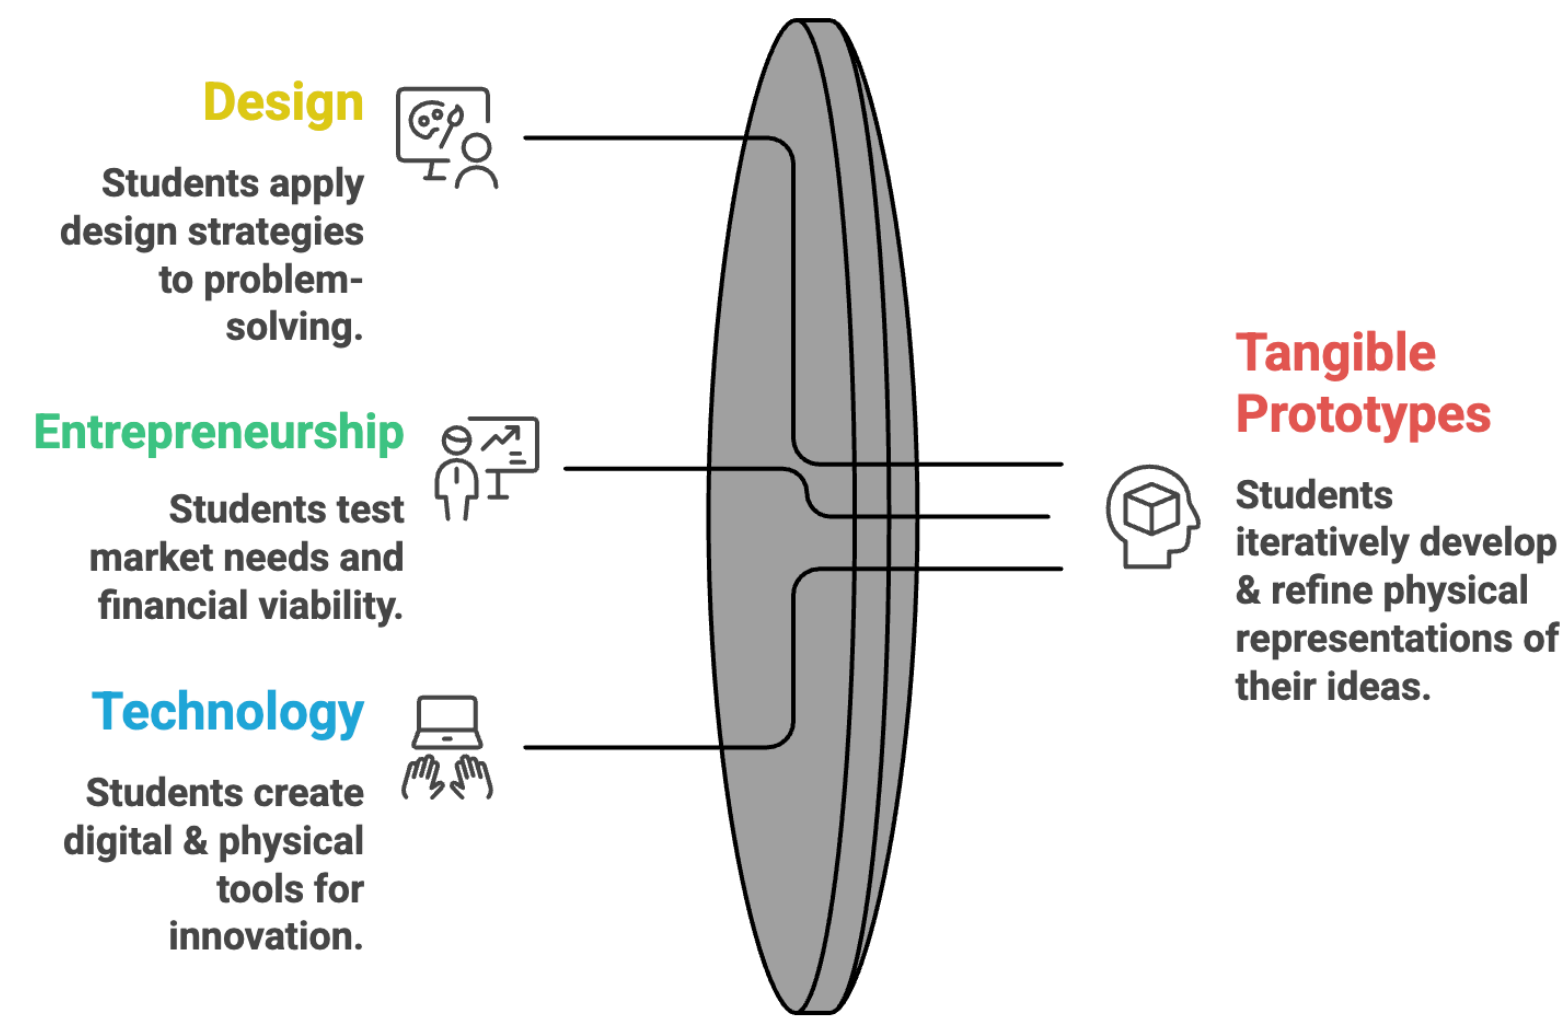 Design
Students apply
design strategies
to problem-
solving.
Entrepreneurship
Students test
market needs and
financial viability.
Technology
Students create
digital & physical
tools for
innovation.
Tangible
Prototypes
Students
iteratively develop
& refine physical
representations of
their ideas.